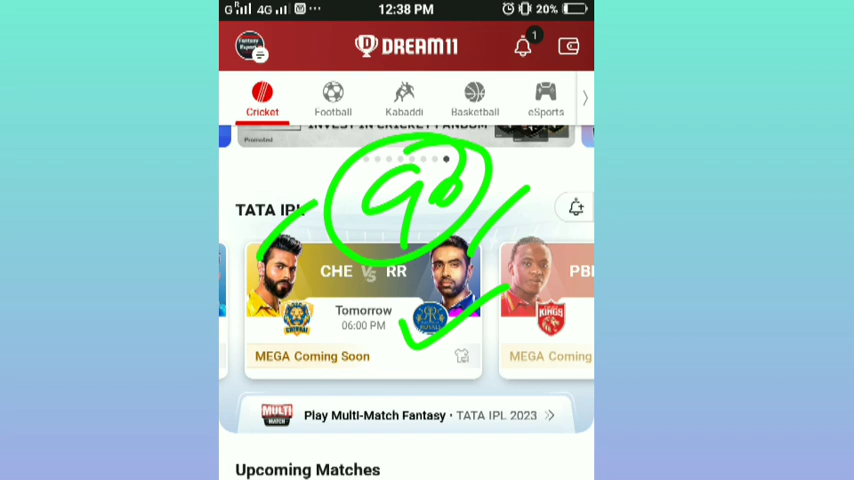 12:38 PM
4G
20%
DREAM11
1
Cricket Football Kabaddi Basketball eSports
INVEST IN CRICKET FANDOM
Promoted
TATA IPL
CHE VS RR
Tomorrow
06:00 PM
MEGA Coming Soon
KINGS
MEGA Coming
MULTI
MATCH
Play Multi-Match Fantasy • TATA IPL 2023
Upcoming Matches